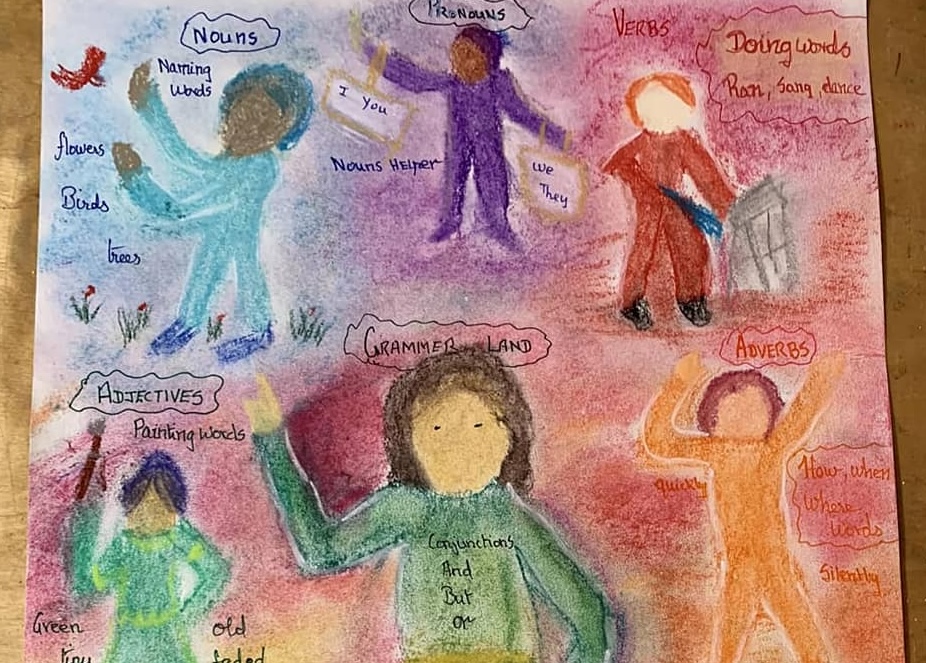 Nouns
Naming
Words
flowers
Birds
trees
PRONOUNS
I You
Nouns Helper
We
They
VERBS
Doing words
Ran, Sang, dance
GRAMMER LAND
Conjunctions
And
But
or
ADJECTIVES
Painting words
Green
tiny
old
faded
ADVERBS
quickly
How, when
where
Words
Silently